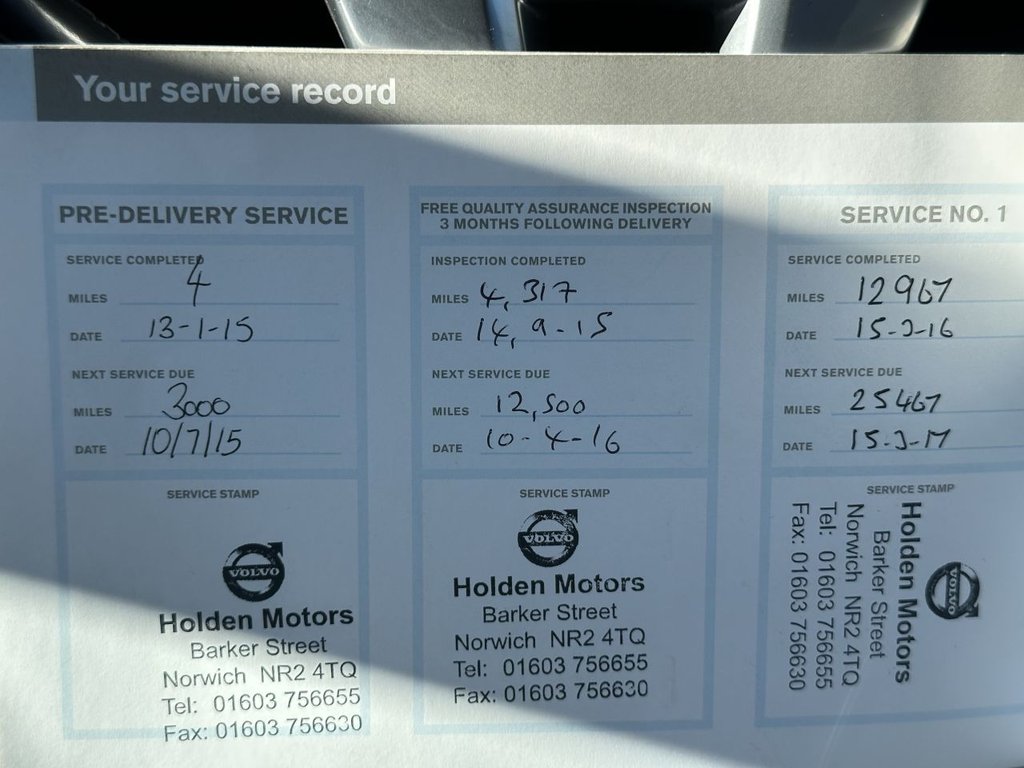 Your service record
PRE-DELIVERY SERVICE
SERVICE COMPLETED
MILES 4
DATE 13-1-15
NEXT SERVICE DUE
MILES 3000
DATE 10/7/15
SERVICE STAMP
VOLVO
Holden Motors
Barker Street
Norwich NR2 4TQ
Tel: 01603 756655
Fax: 01603 756630
FREE QUALITY ASSURANCE INSPECTION
3 MONTHS FOLLOWING DELIVERY
INSPECTION COMPLETED
MILES 4,317
DATE 14,9-15
NEXT SERVICE DUE
MILES 12,500
DATE 10-4-16
SERVICE STAMP
VOLVO
Holden Motors
Barker Street
Norwich NR2 4TQ
Tel: 01603 756655
Fax: 01603 756630
SERVICE NO. 1
SERVICE COMPLETED
MILES 12967
DATE 15-3-16
NEXT SERVICE DUE
MILES 25467
DATE 15-3-17
SERVICE STAMP
VOLVO
Holden Motors
Barker Street
Norwich NR2 4TQ
Tel: 01603 756655
Fax: 01603 756630